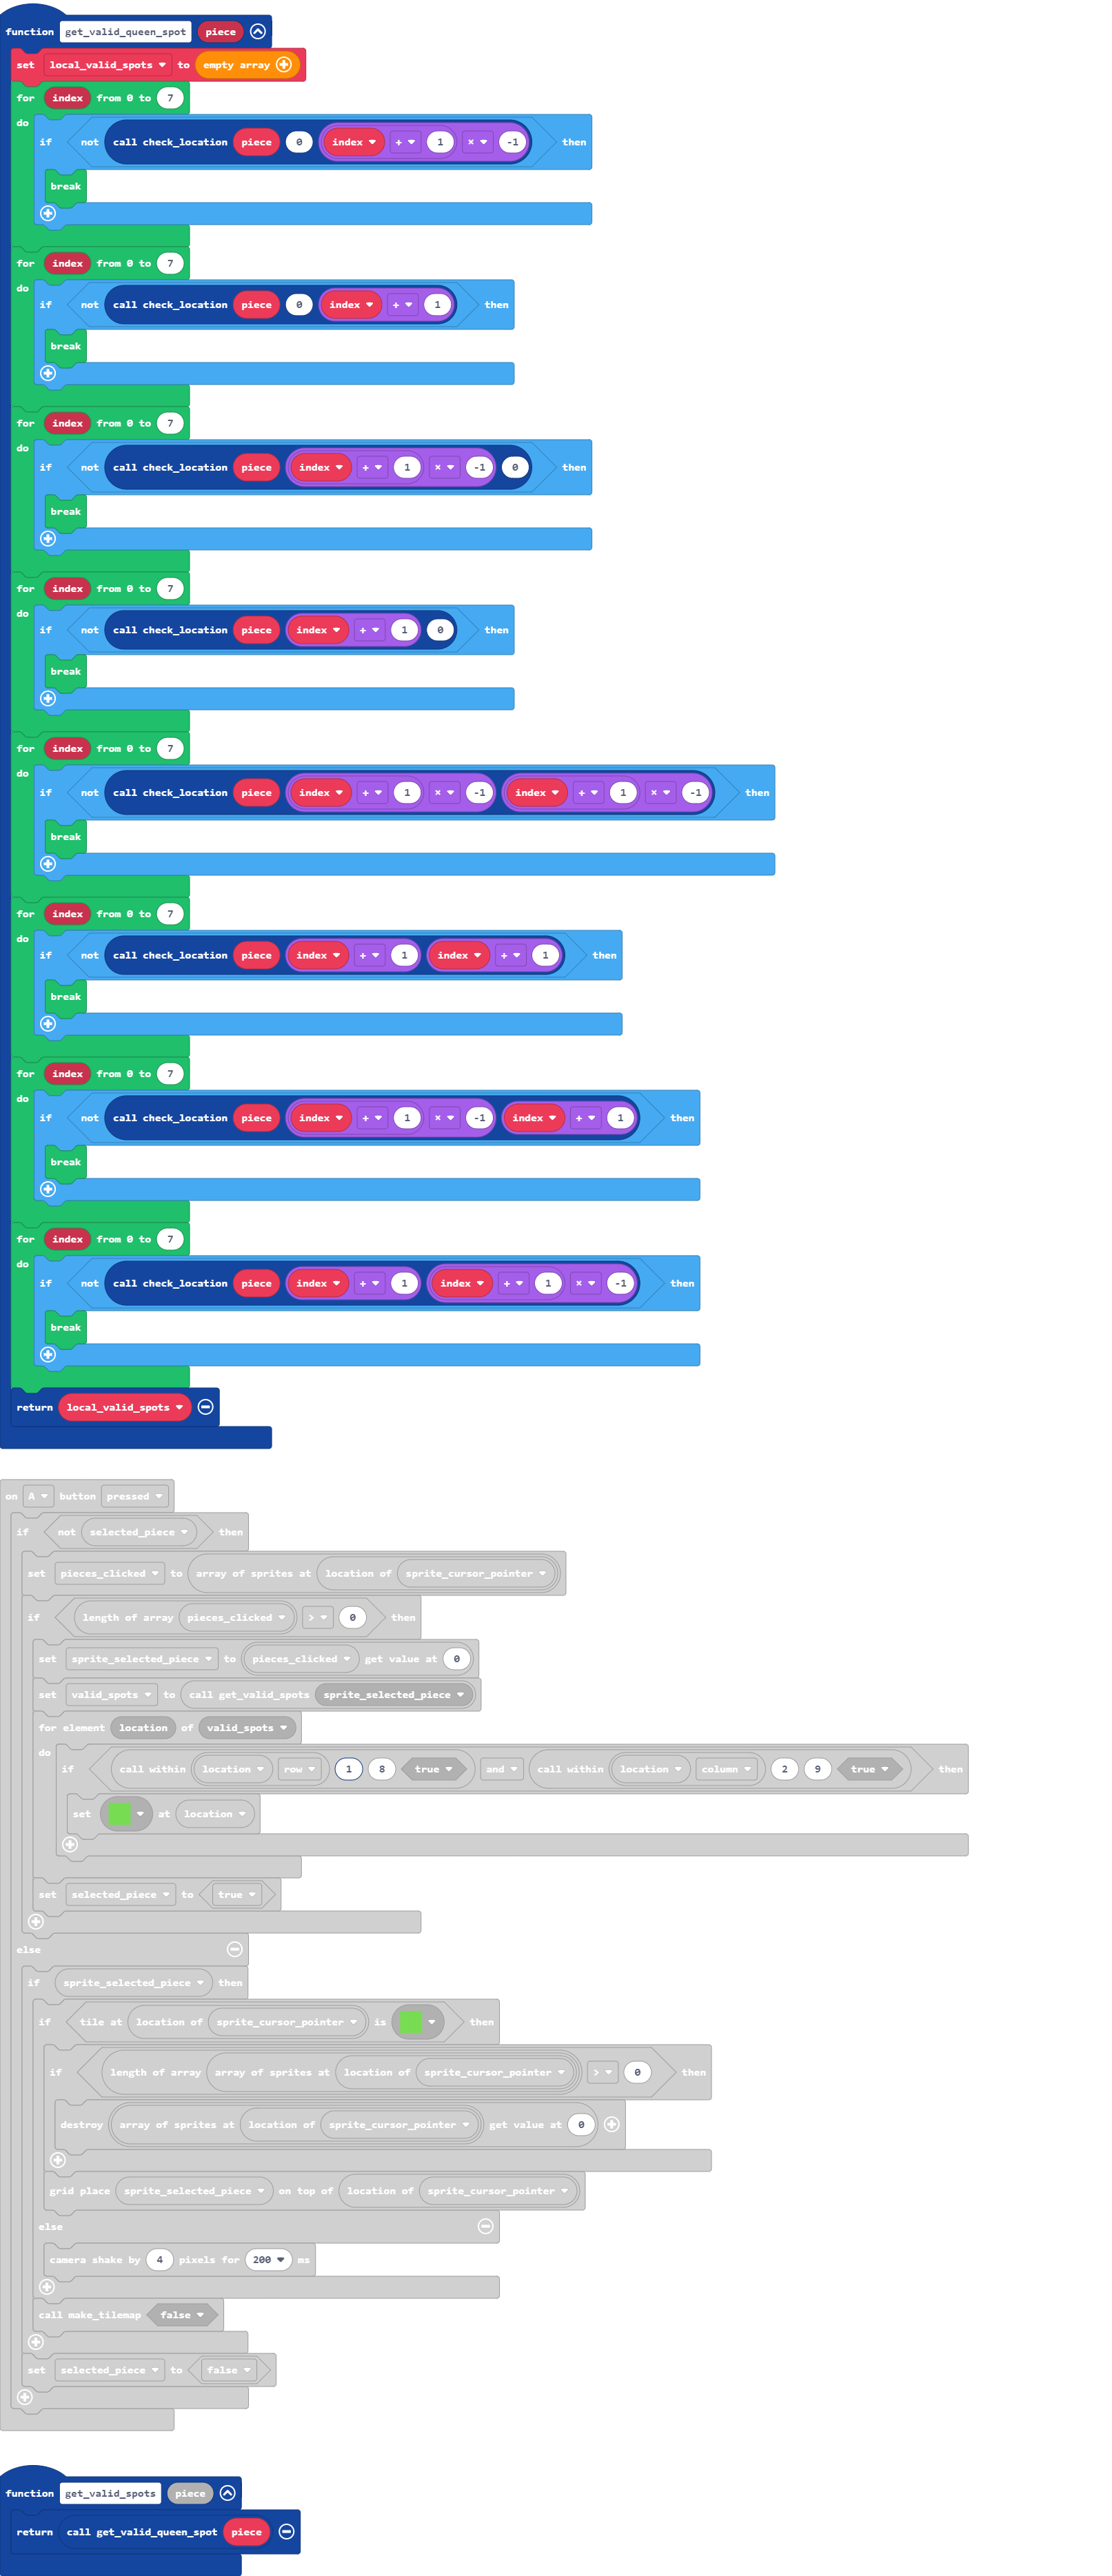 function get_valid_queen_spot piece
set local_valid_spots to empty array
for index from 0 to 7
do
if not call check_location piece 0 index + 1 × -1 then
break
for index from 0 to 7
do
if not call check_location piece 0 index + 1 then
break
for index from 0 to 7
do
if not call check_location piece index + 1 × -1 0 then
break
for index from 0 to 7
do
if not call check_location piece index + 1 0 then
break
for index from 0 to 7
do
if not call check_location piece index + 1 × -1 index + 1 × -1 then
break
for index from 0 to 7
do
if not call check_location piece index + 1 index + 1 then
break
for index from 0 to 7
do
if not call check_location piece index + 1 × -1 index + 1 then
break
for index from 0 to 7
do
if not call check_location piece index + 1 index + 1 × -1 then
break
return local_valid_spots
on A button pressed
if not selected_piece then
set pieces_clicked to array of sprites at location of sprite_cursor_pointer
if length of array pieces_clicked > 0 then
set sprite_selected_piece to pieces_clicked get value at 0
set valid_spots to call get_valid_spots sprite_selected_piece
for element location of valid_spots
do
if call within location row 1 8 true and call within location column 2 9 true then
set at location
set selected_piece to true
else
if sprite_selected_piece then
if tile at location of sprite_cursor_pointer is then
if length of array array of sprites at location of sprite_cursor_pointer > 0 then
destroy array of sprites at location of sprite_cursor_pointer get value at 0
grid place sprite_selected_piece on top of location of sprite_cursor_pointer
else
camera shake by 4 pixels for 200 ms
call make_tilemap false
set selected_piece to false
function get_valid_spots piece
return call get_valid_queen_spot piece